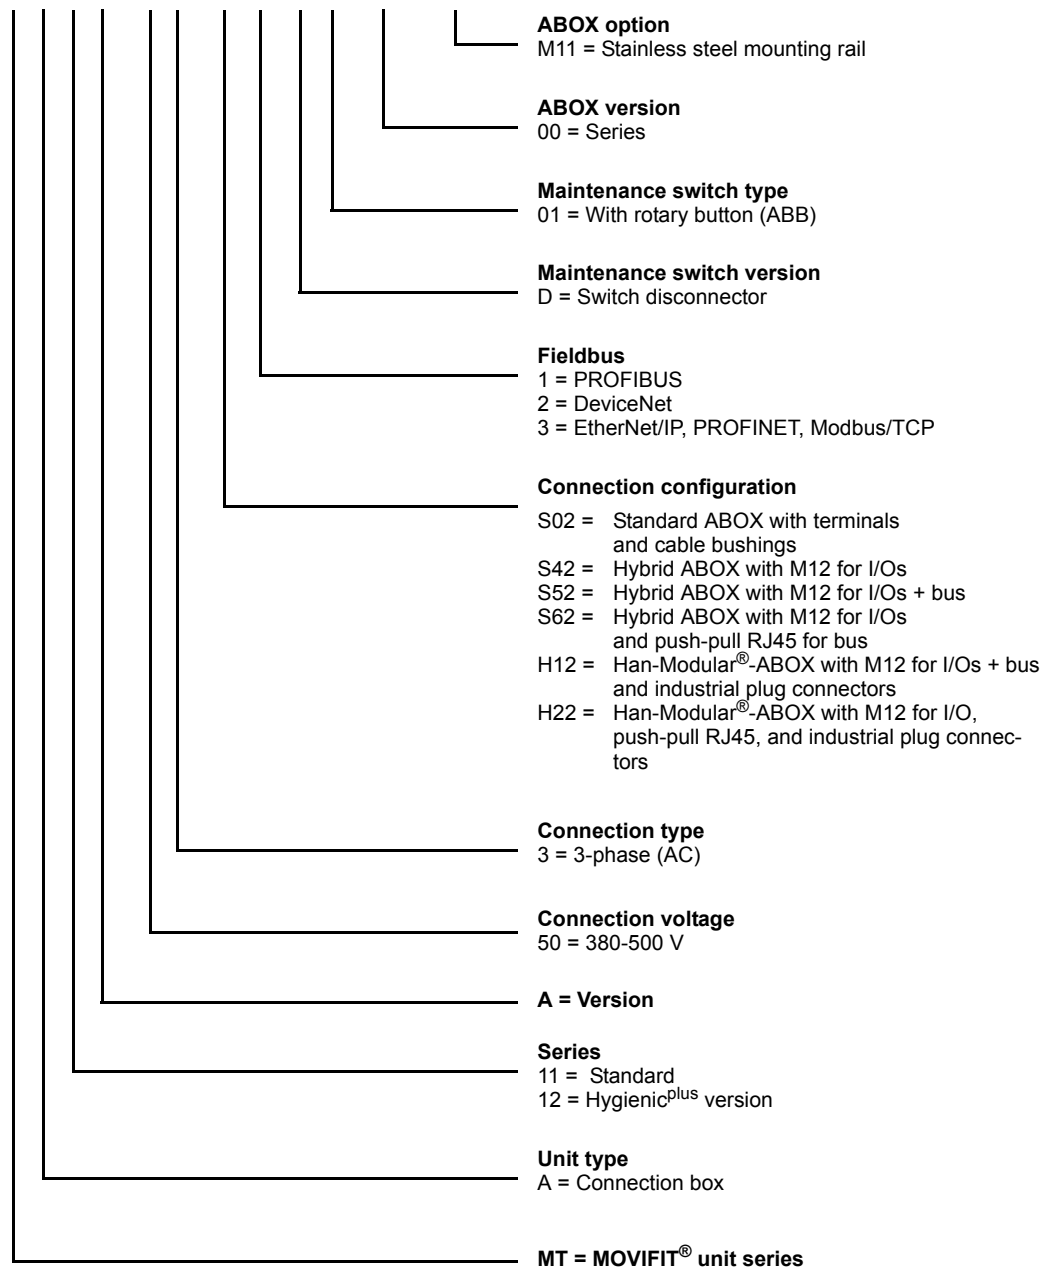 ABOX option
M11 = Stainless steel mounting rail
ABOX version
00 = Series
Maintenance switch type
01 = With rotary button (ABB)
Maintenance switch version
D = Switch disconnector
Fieldbus
1 = PROFIBUS
2 = DeviceNet
3 = EtherNet/IP, PROFINET, Modbus/TCP
Connection configuration
S02 = Standard ABOX with terminals
and cable bushings
S42 = Hybrid ABOX with M12 for I/Os
S52 = Hybrid ABOX with M12 for I/Os + bus
S62 = Hybrid ABOX with M12 for I/Os
and push-pull RJ45 for bus
H12 = Han-Modular®-ABOX with M12 for I/Os + bus
and industrial plug connectors
H22 = Han-Modular®-ABOX with M12 for I/O,
push-pull RJ45, and industrial plug connec-
tors
Connection type
3 = 3-phase (AC)
Connection voltage
50 = 380-500 V
A = Version
Series
11 = Standard
12 = Hygienicplus version
Unit type
A = Connection box
MT = MOVIFIT® unit series